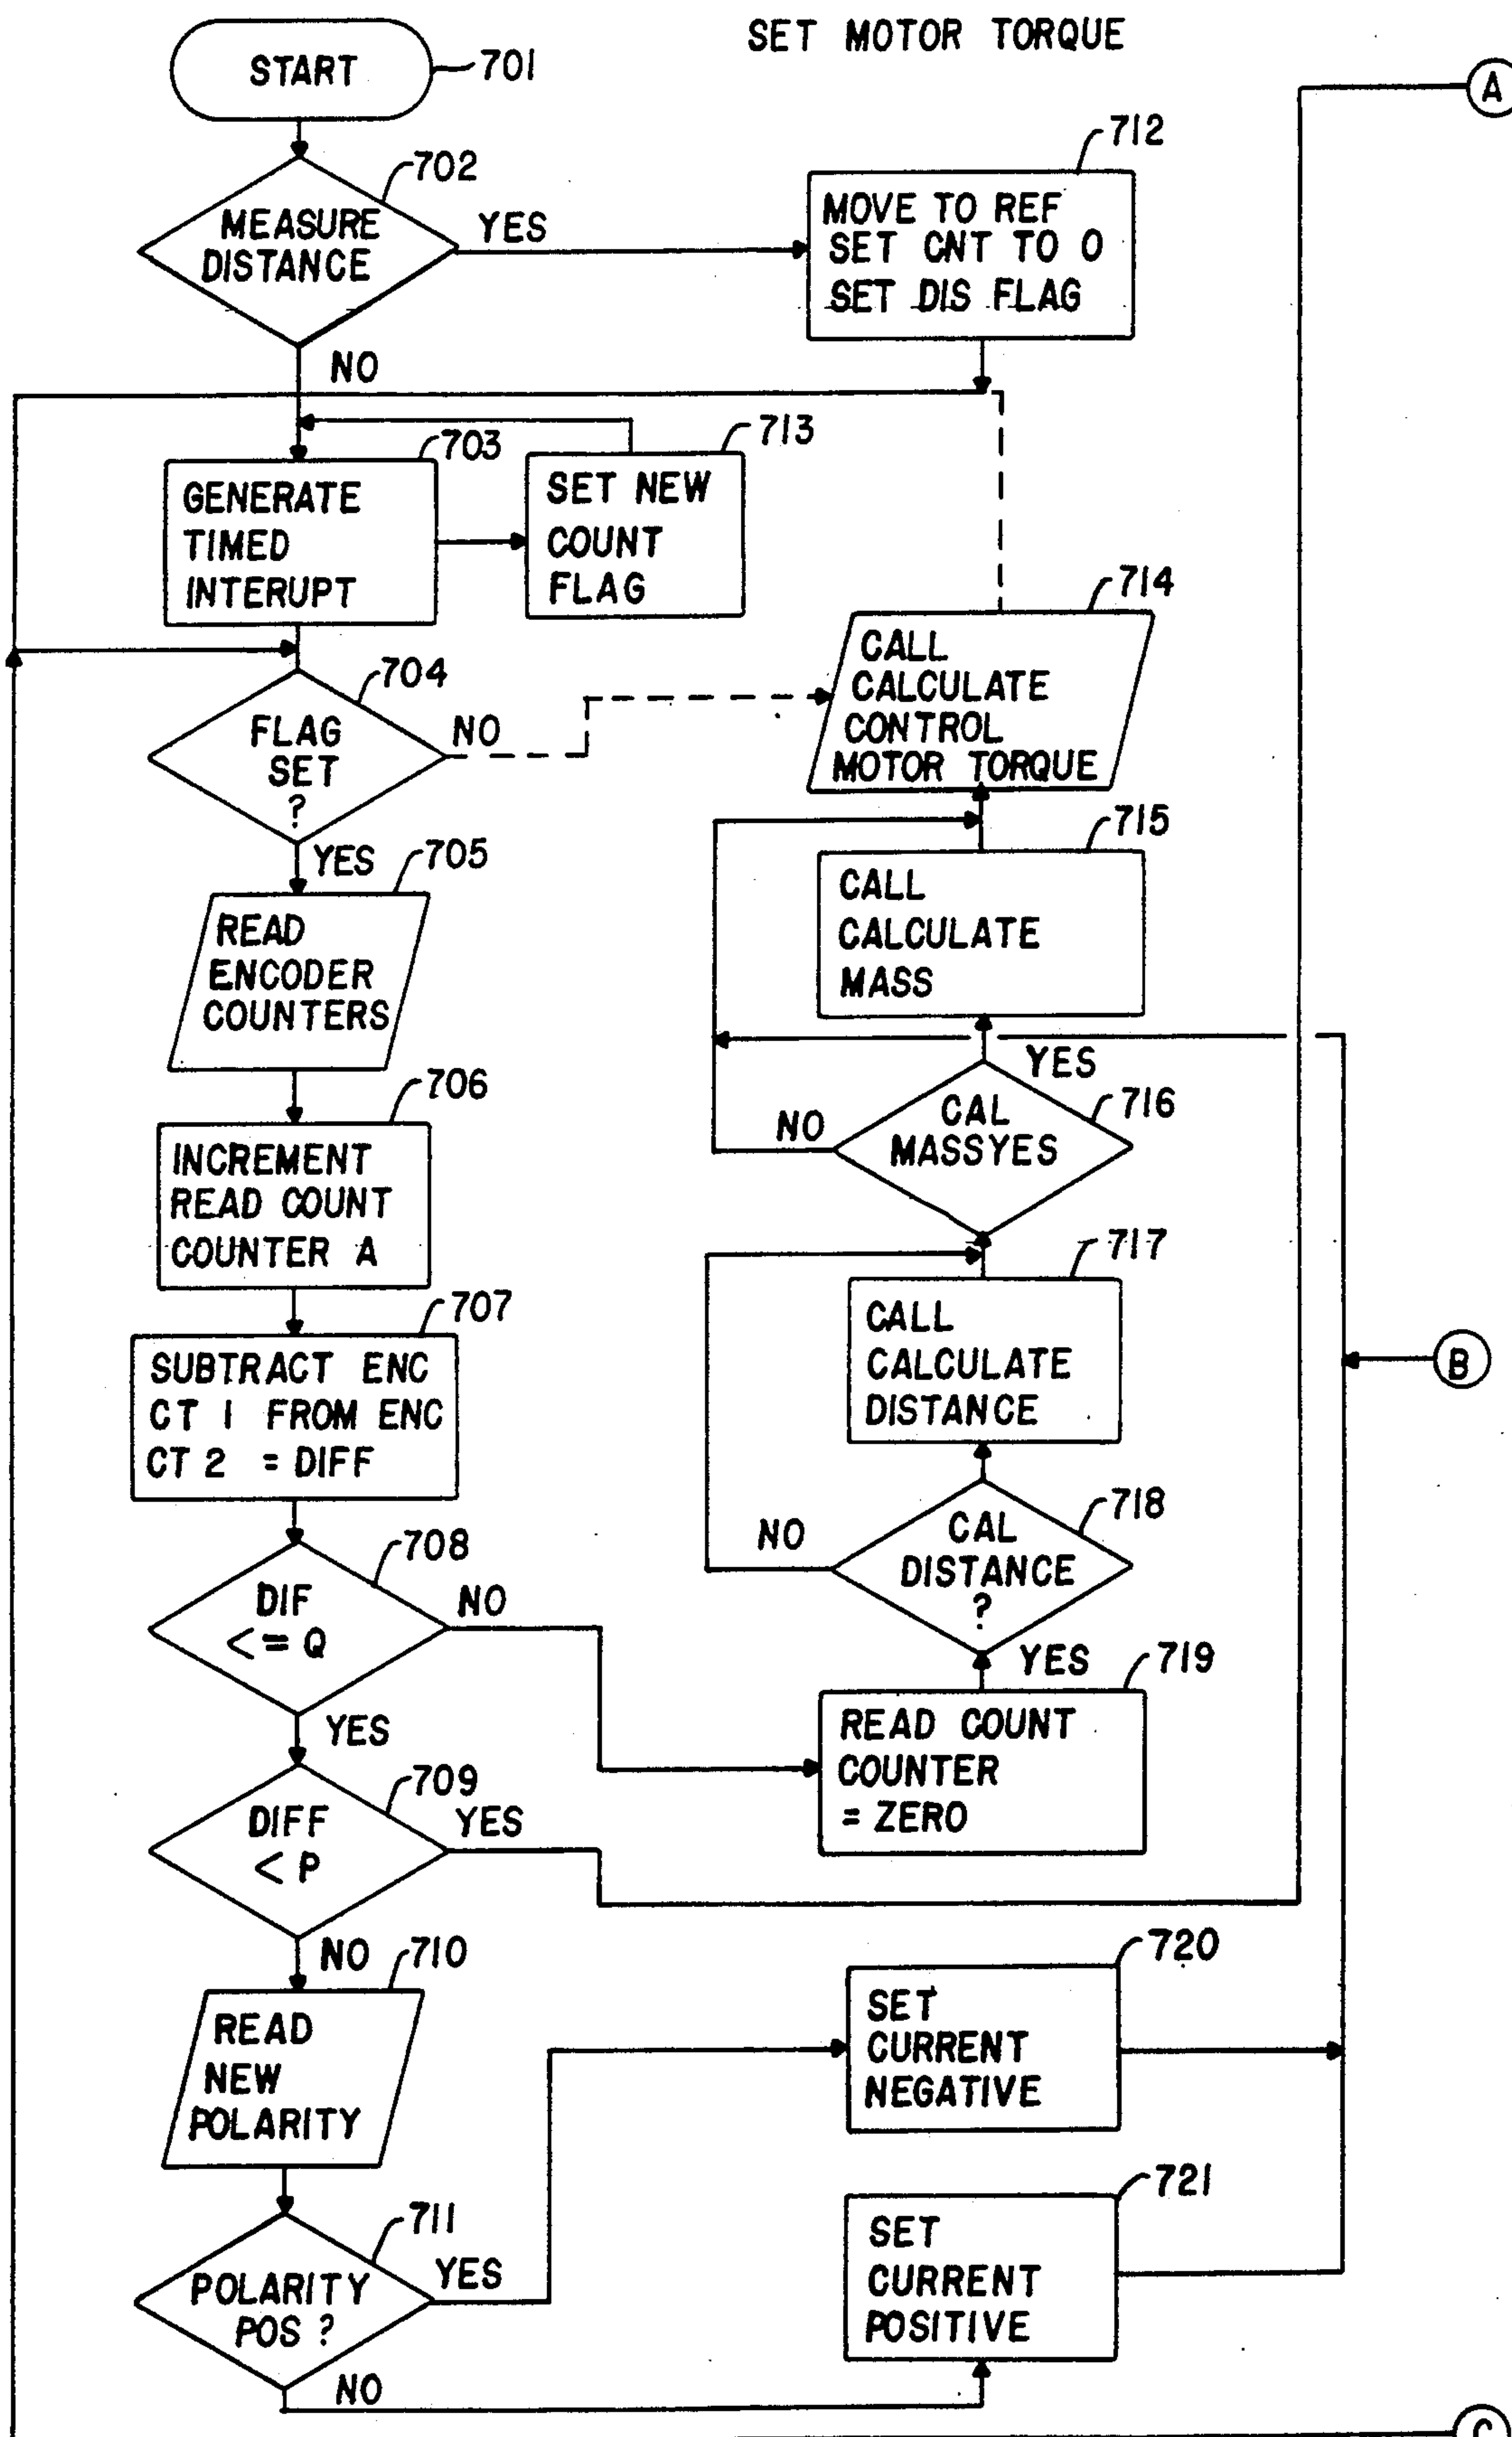 SET MOTOR TORQUE
START
701
A
702
MEASURE
DISTANCE
YES
NO
712
MOVE TO REF
SET CNT TO 0
SET DIS FLAG
703
GENERATE
TIMED
INTERUPT
713
SET NEW
COUNT
FLAG
704
FLAG
SET
?
NO
YES
714
CALL
CALCULATE
CONTROL
MOTOR TORQUE
705
READ
ENCODER
COUNTERS
715
CALL
CALCULATE
MASS
706
INCREMENT
READ COUNT
COUNTER A
YES
716
CAL
MASSYES
NO
707
SUBTRACT ENC
CT 1 FROM ENC
CT 2 = DIFF
717
CALL
CALCULATE
DISTANCE
B
708
DIF
<= Q
NO
YES
718
CAL
DISTANCE
?
NO
YES
719
READ COUNT
COUNTER
= ZERO
709
DIFF
< P
YES
NO
710
READ
NEW
POLARITY
720
SET
CURRENT
NEGATIVE
711
POLARITY
POS ?
YES
NO
721
SET
CURRENT
POSITIVE
C